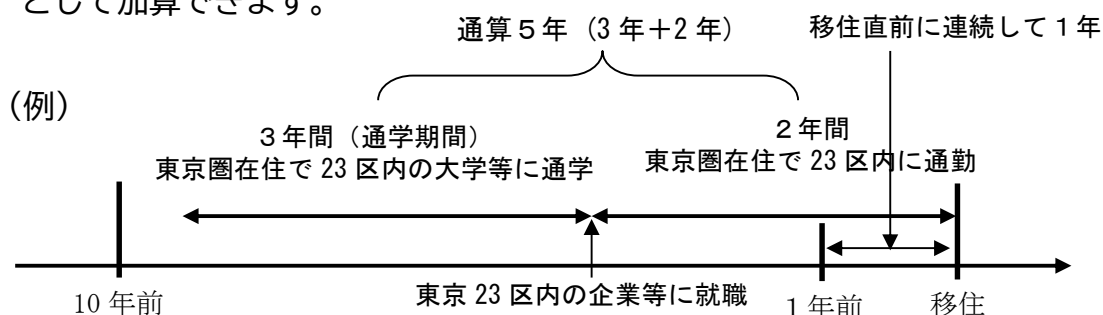 として加算できます。
通算５年（3 年＋2 年）
移住直前に連続して１年
（例）
３年間（通学期間）
東京圏在住で 23 区内の大学等に通学
２年間
東京圏在住で 23 区内に通勤
東京 23 区内の企業等に就職
10 年前
１年前
移住